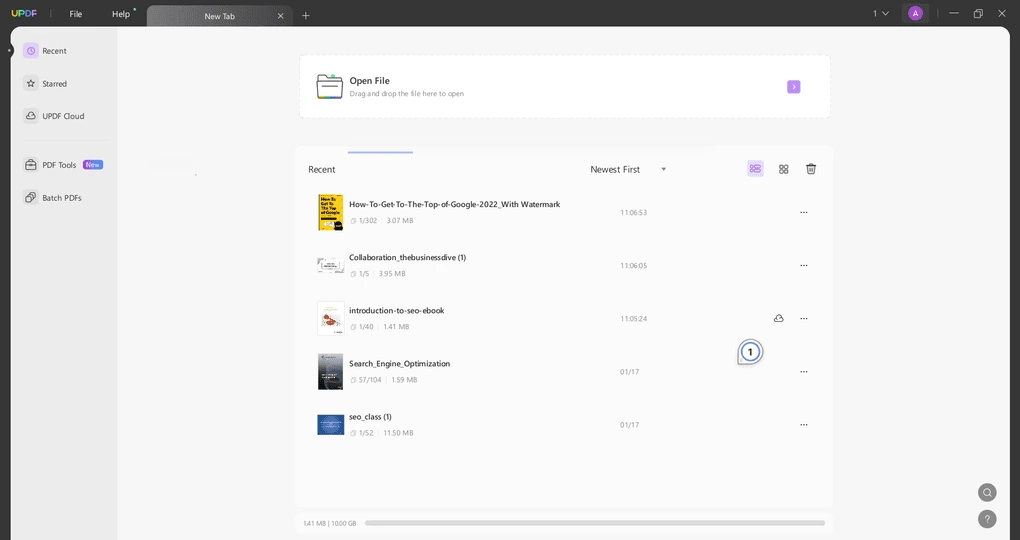 UPDF File Help New Tab 1 A
Recent
Starred
UPDF Cloud
PDF Tools New
Batch PDFs
Open File
Drag and drop the file here to open
Recent Newest First
How To Get To The Top of Google
How-To-Get-To-The-Top-of-Google-2022_With Watermark
1/302 3.07 MB 11:06:53
Collaboration_thebusinessdive (1)
1/5 3.95 MB 11:06:05
introduction-to-seo-ebook
1/40 1.41 MB 11:05:24
1
Search_Engine_Optimization
57/104 1.59 MB 01/17
seo_class (1)
1/52 11.50 MB 01/17
1.41 MB | 10.00 GB
?